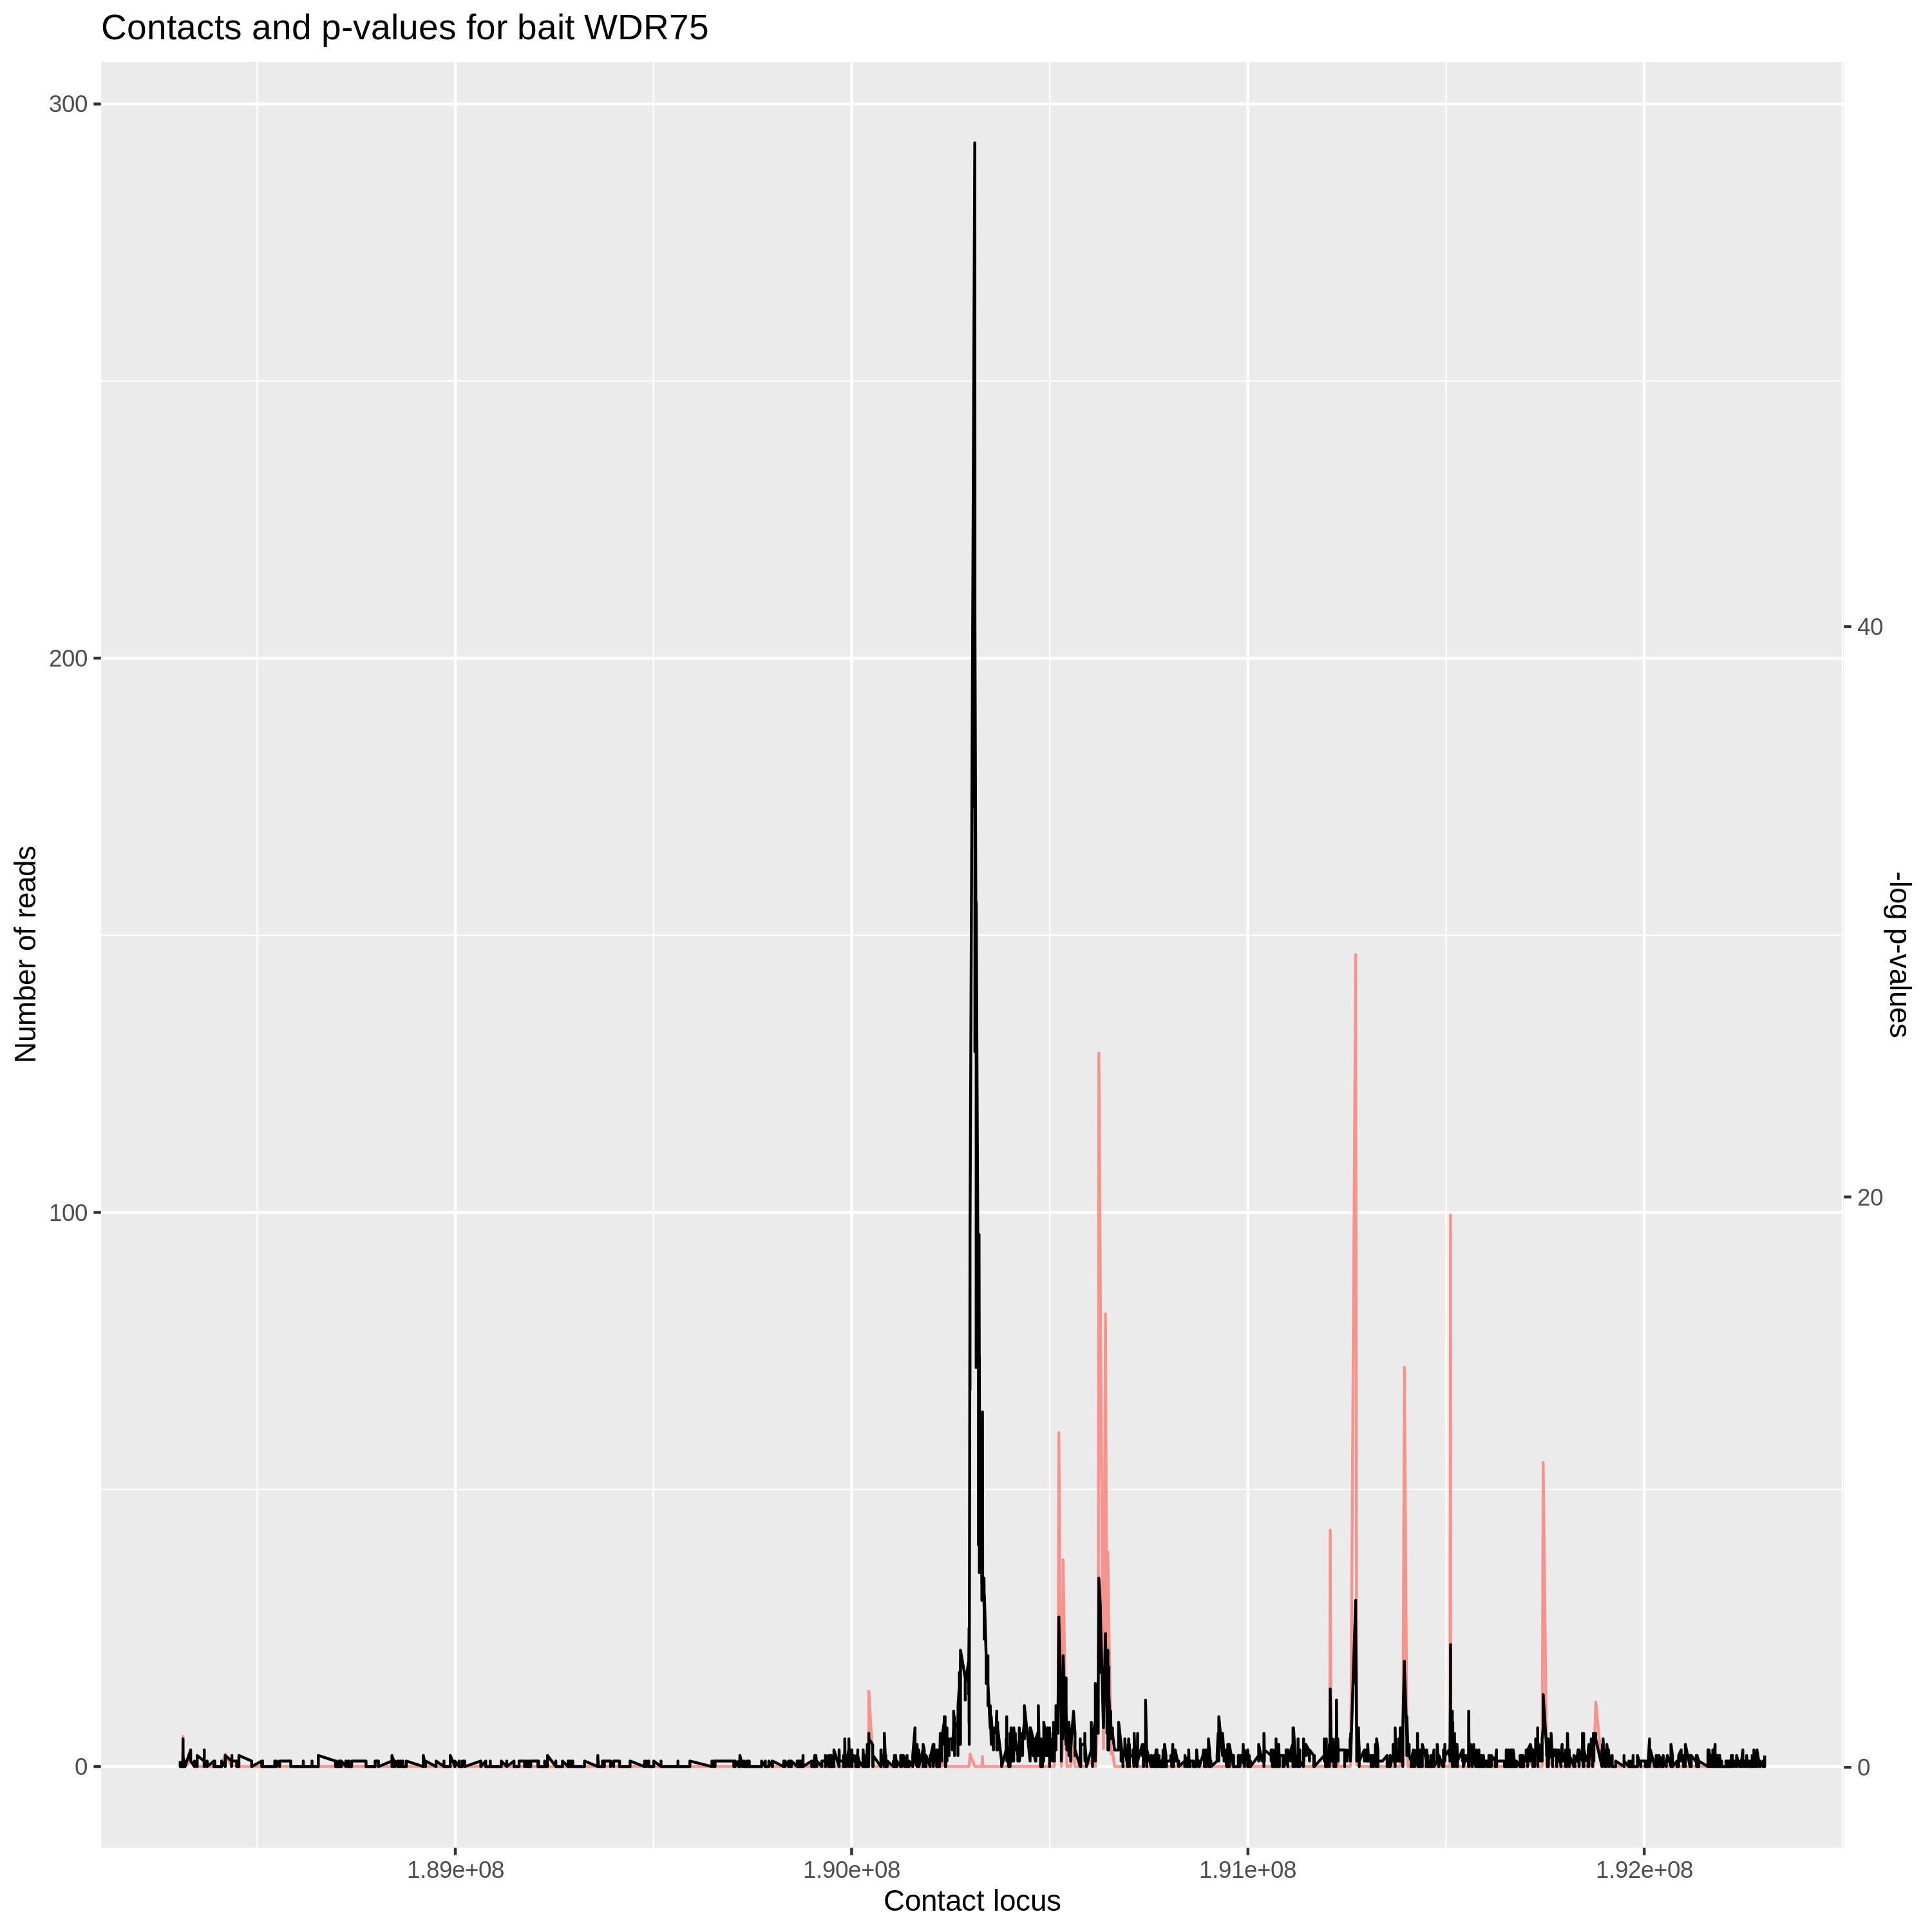 Contacts and p-values for bait WDR75
300
200
100
0
Number of reads
40
20
0
-log p-values
1.89e+08
1.90e+08
1.91e+08
1.92e+08
Contact locus